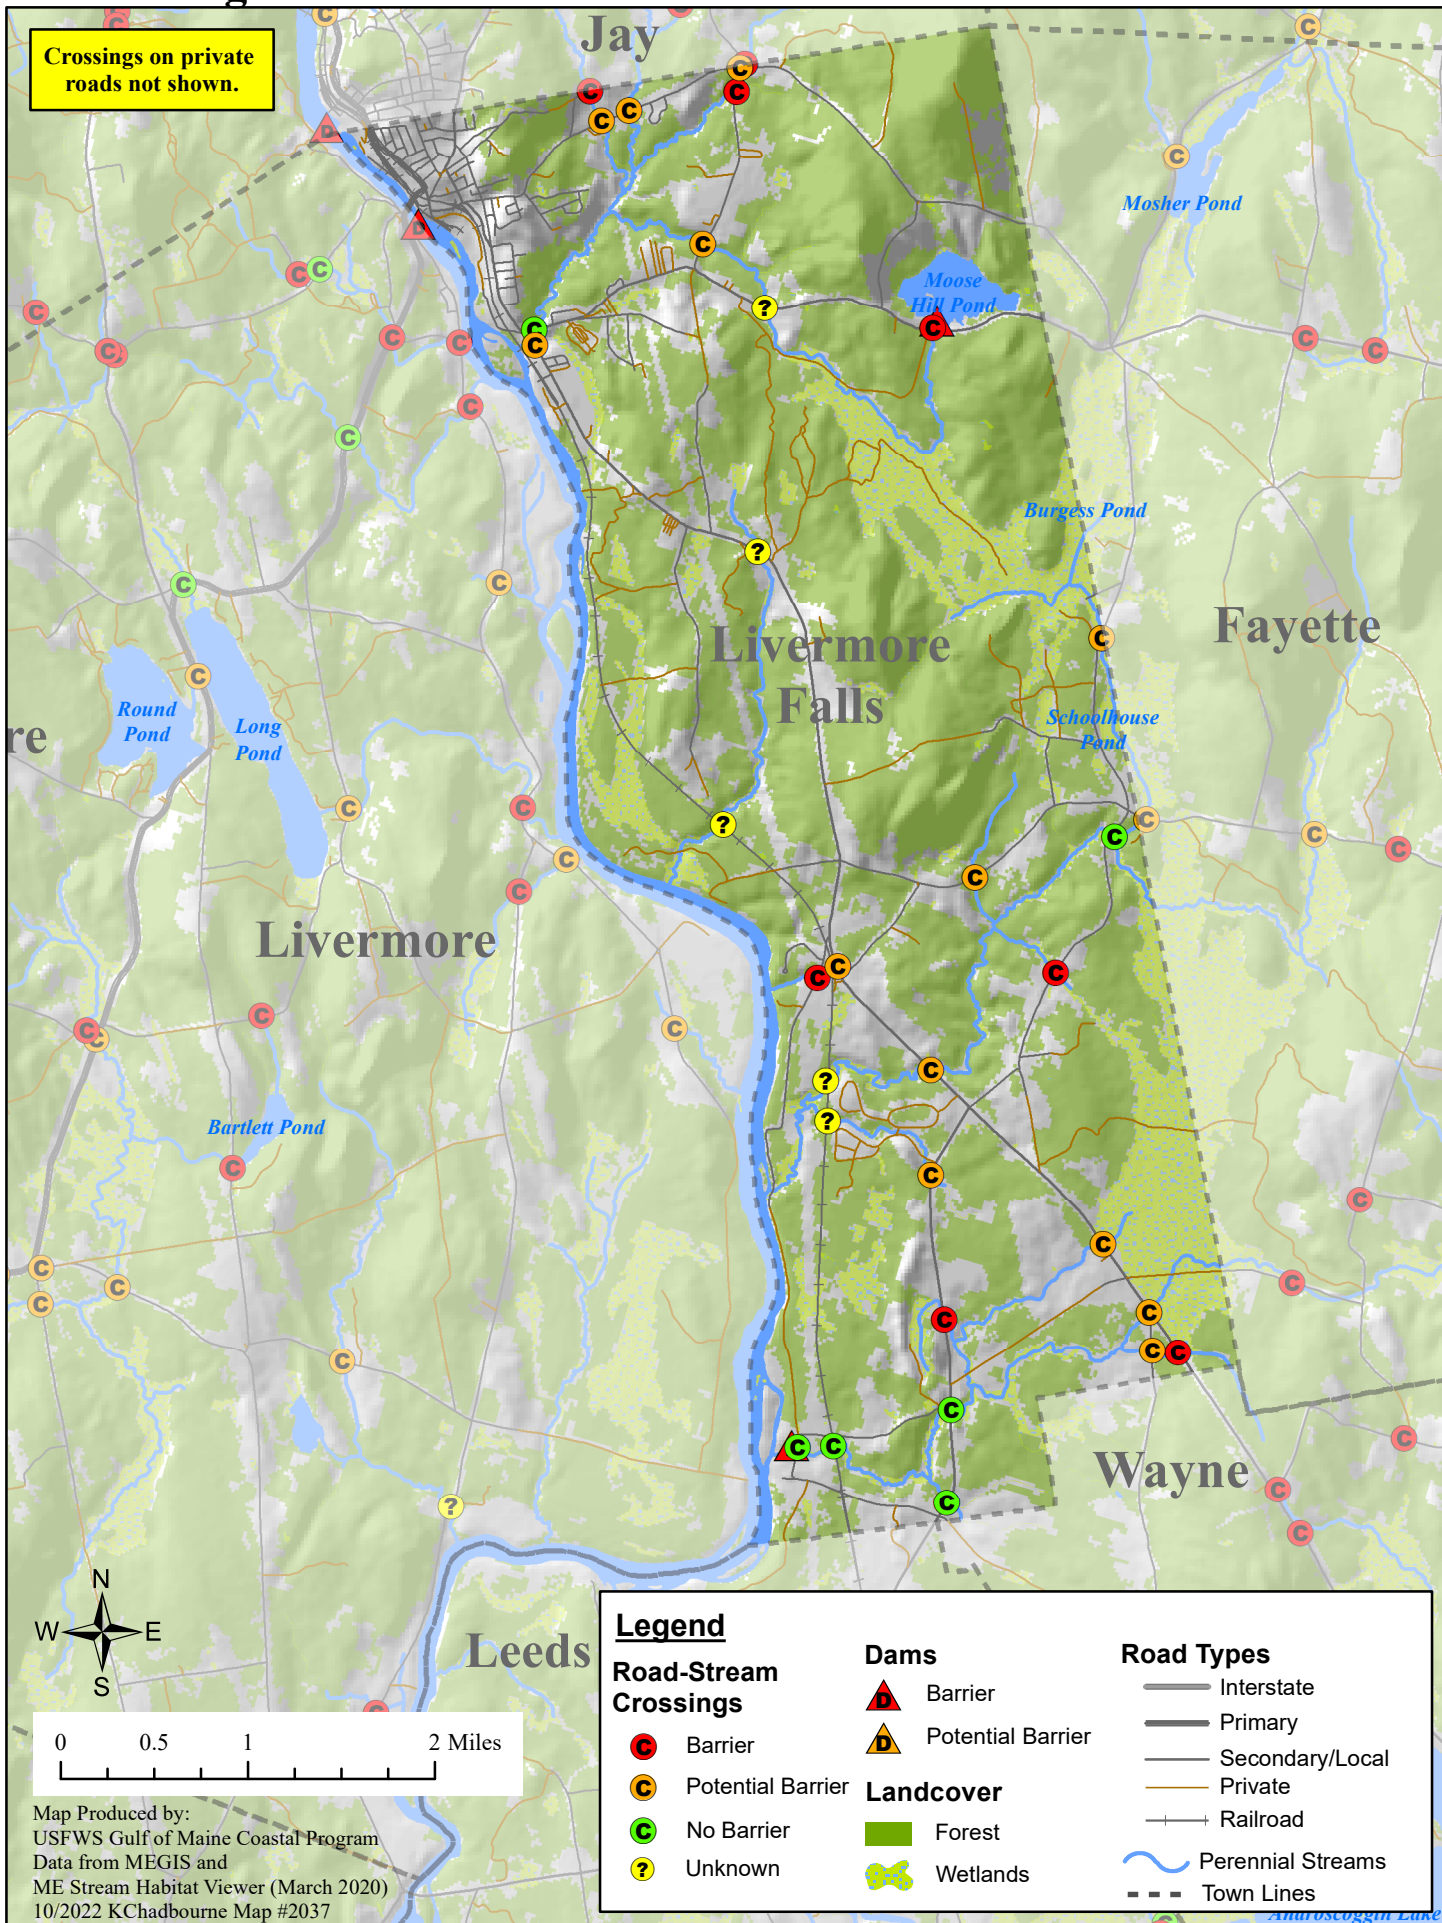 Crossings on private
roads not shown.
Jay
Mosher Pond
Moose
Hill Pond
Burgess Pond
Livermore
Falls
Fayette
Schoolhouse
Pond
Round
Pond
Long
Pond
re
Livermore
Bartlett Pond
Wayne
Leeds
N
W E
S
0 0.5 1 2 Miles
Map Produced by:
USFWS Gulf of Maine Coastal Program
Data from MEGIS and
ME Stream Habitat Viewer (March 2020)
10/2022 KChadbourne Map #2037
Legend
Road-Stream
Crossings
C Barrier
C Potential Barrier
C No Barrier
? Unknown
Dams
D Barrier
D Potential Barrier
Landcover
Forest
Wetlands
Road Types
Interstate
Primary
Secondary/Local
Private
Railroad
Perennial Streams
Town Lines
Androscoggin Lake